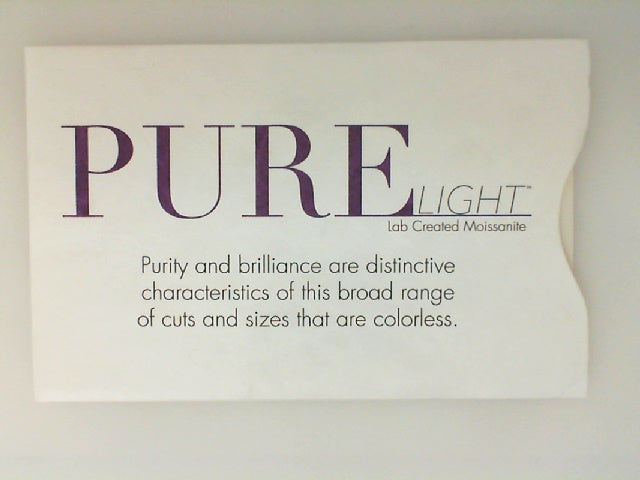 PURELIGHT™
Lab Created Moissanite
Purity and brilliance are distinctive
characteristics of this broad range
of cuts and sizes that are colorless.